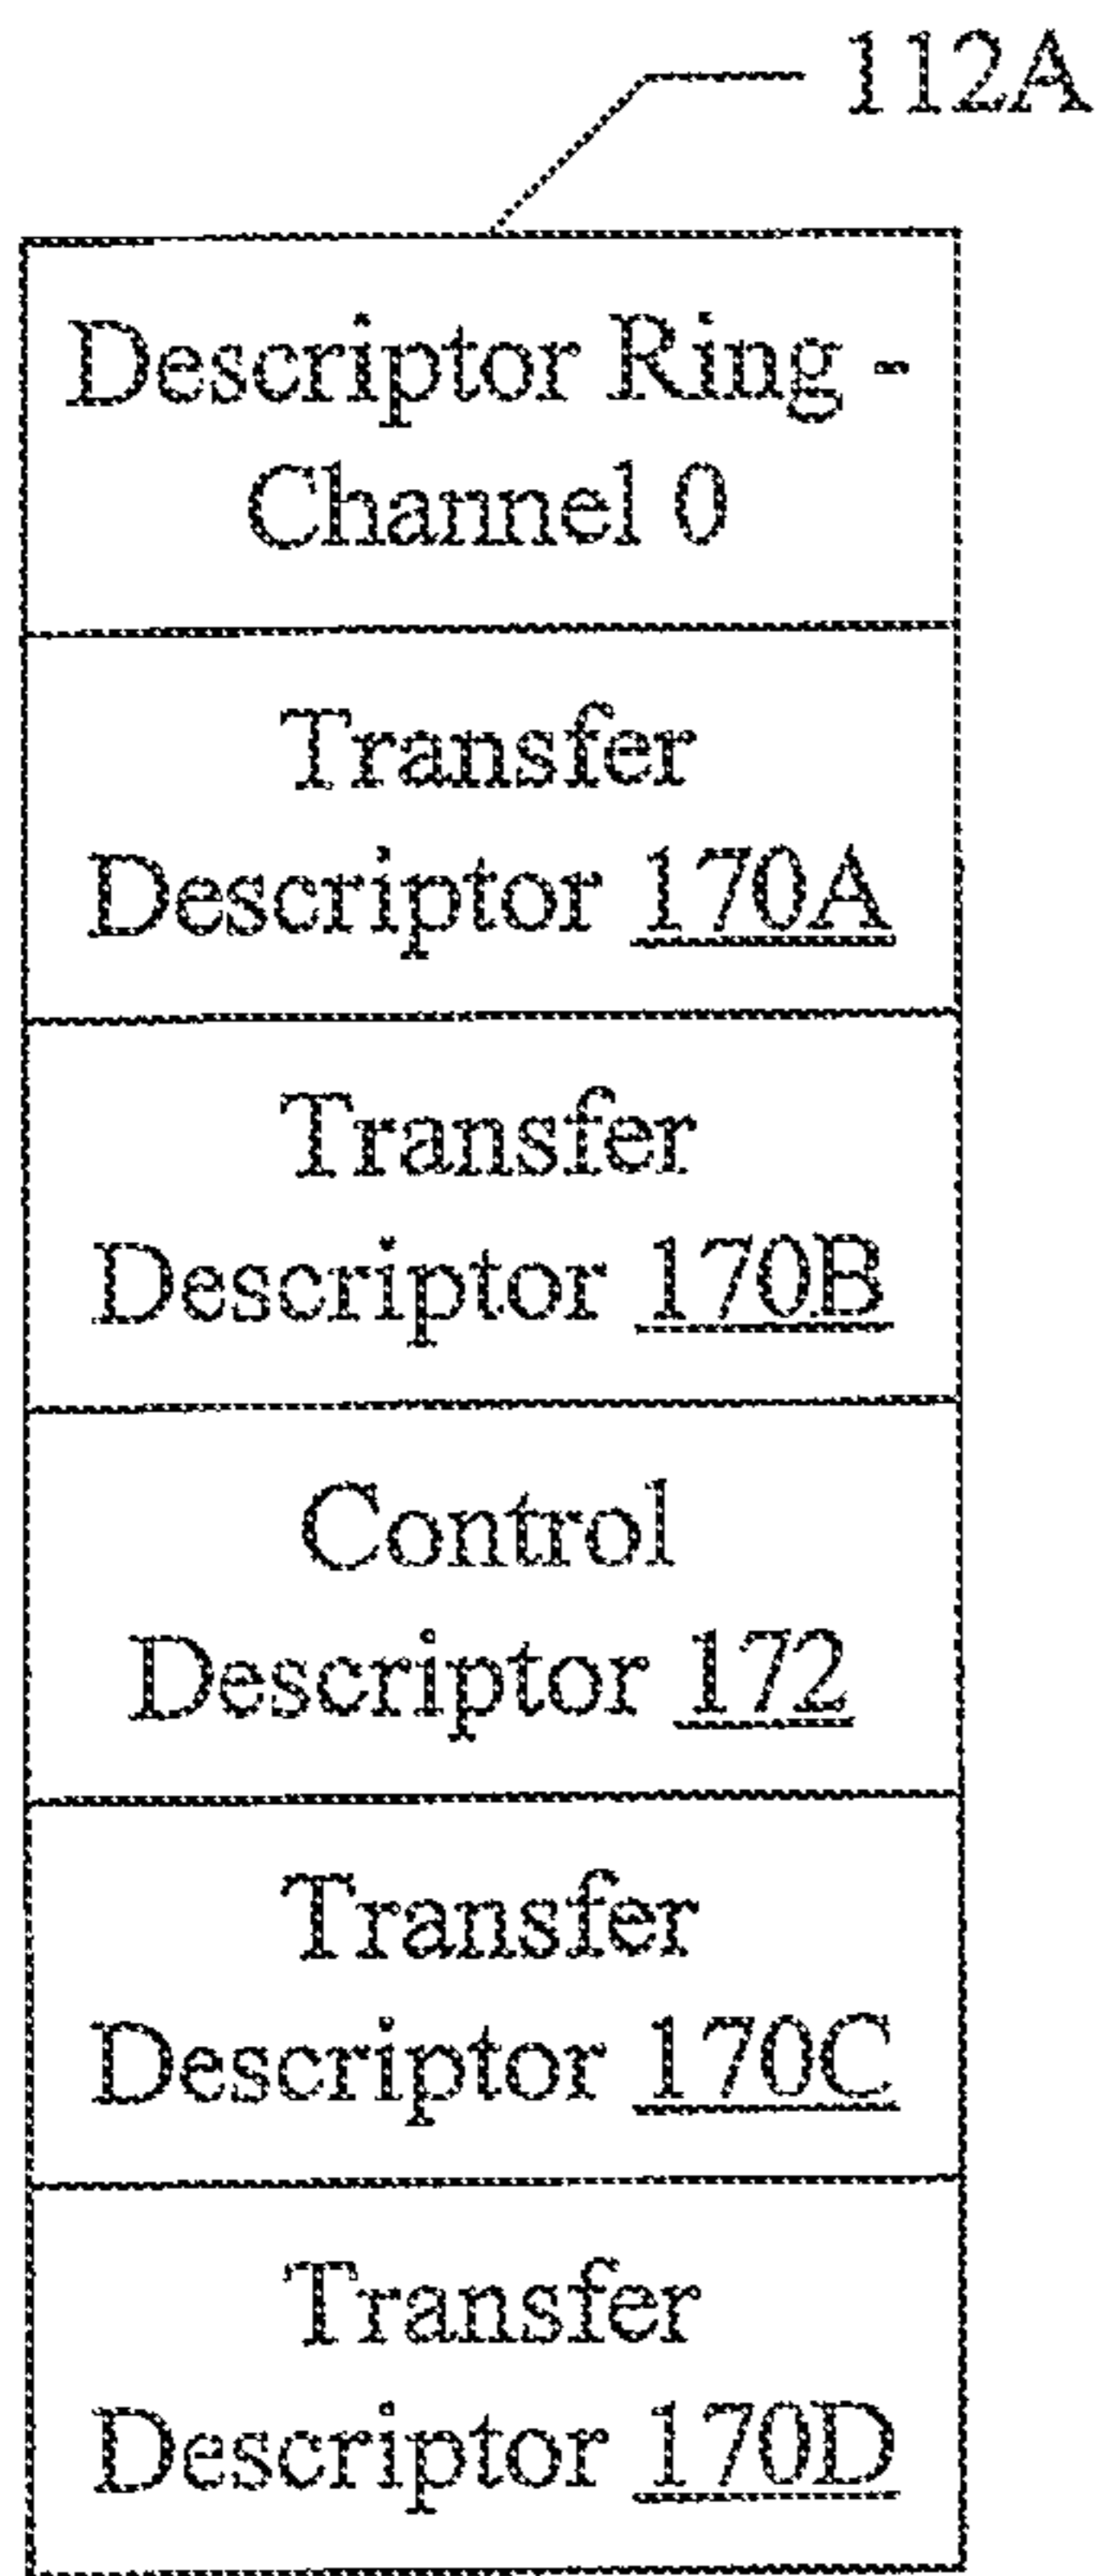 112A
Descriptor Ring -
Channel 0
Transfer
Descriptor 170A
Transfer
Descriptor 170B
Control
Descriptor 172
Transfer
Descriptor 170C
Transfer
Descriptor 170D